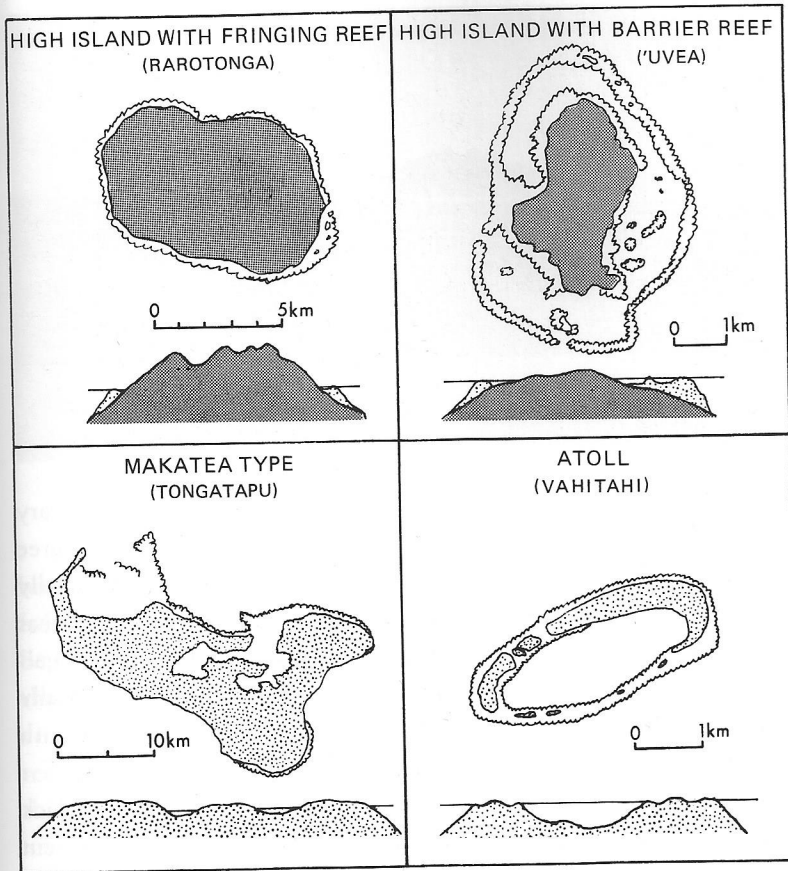 HIGH ISLAND WITH FRINGING REEF
(RAROTONGA)
0 5km
HIGH ISLAND WITH BARRIER REEF
('UVEA)
0 1km
MAKATEA TYPE
(TONGATAPU)
0 10km
ATOLL
(VAHITAHI)
0 1km